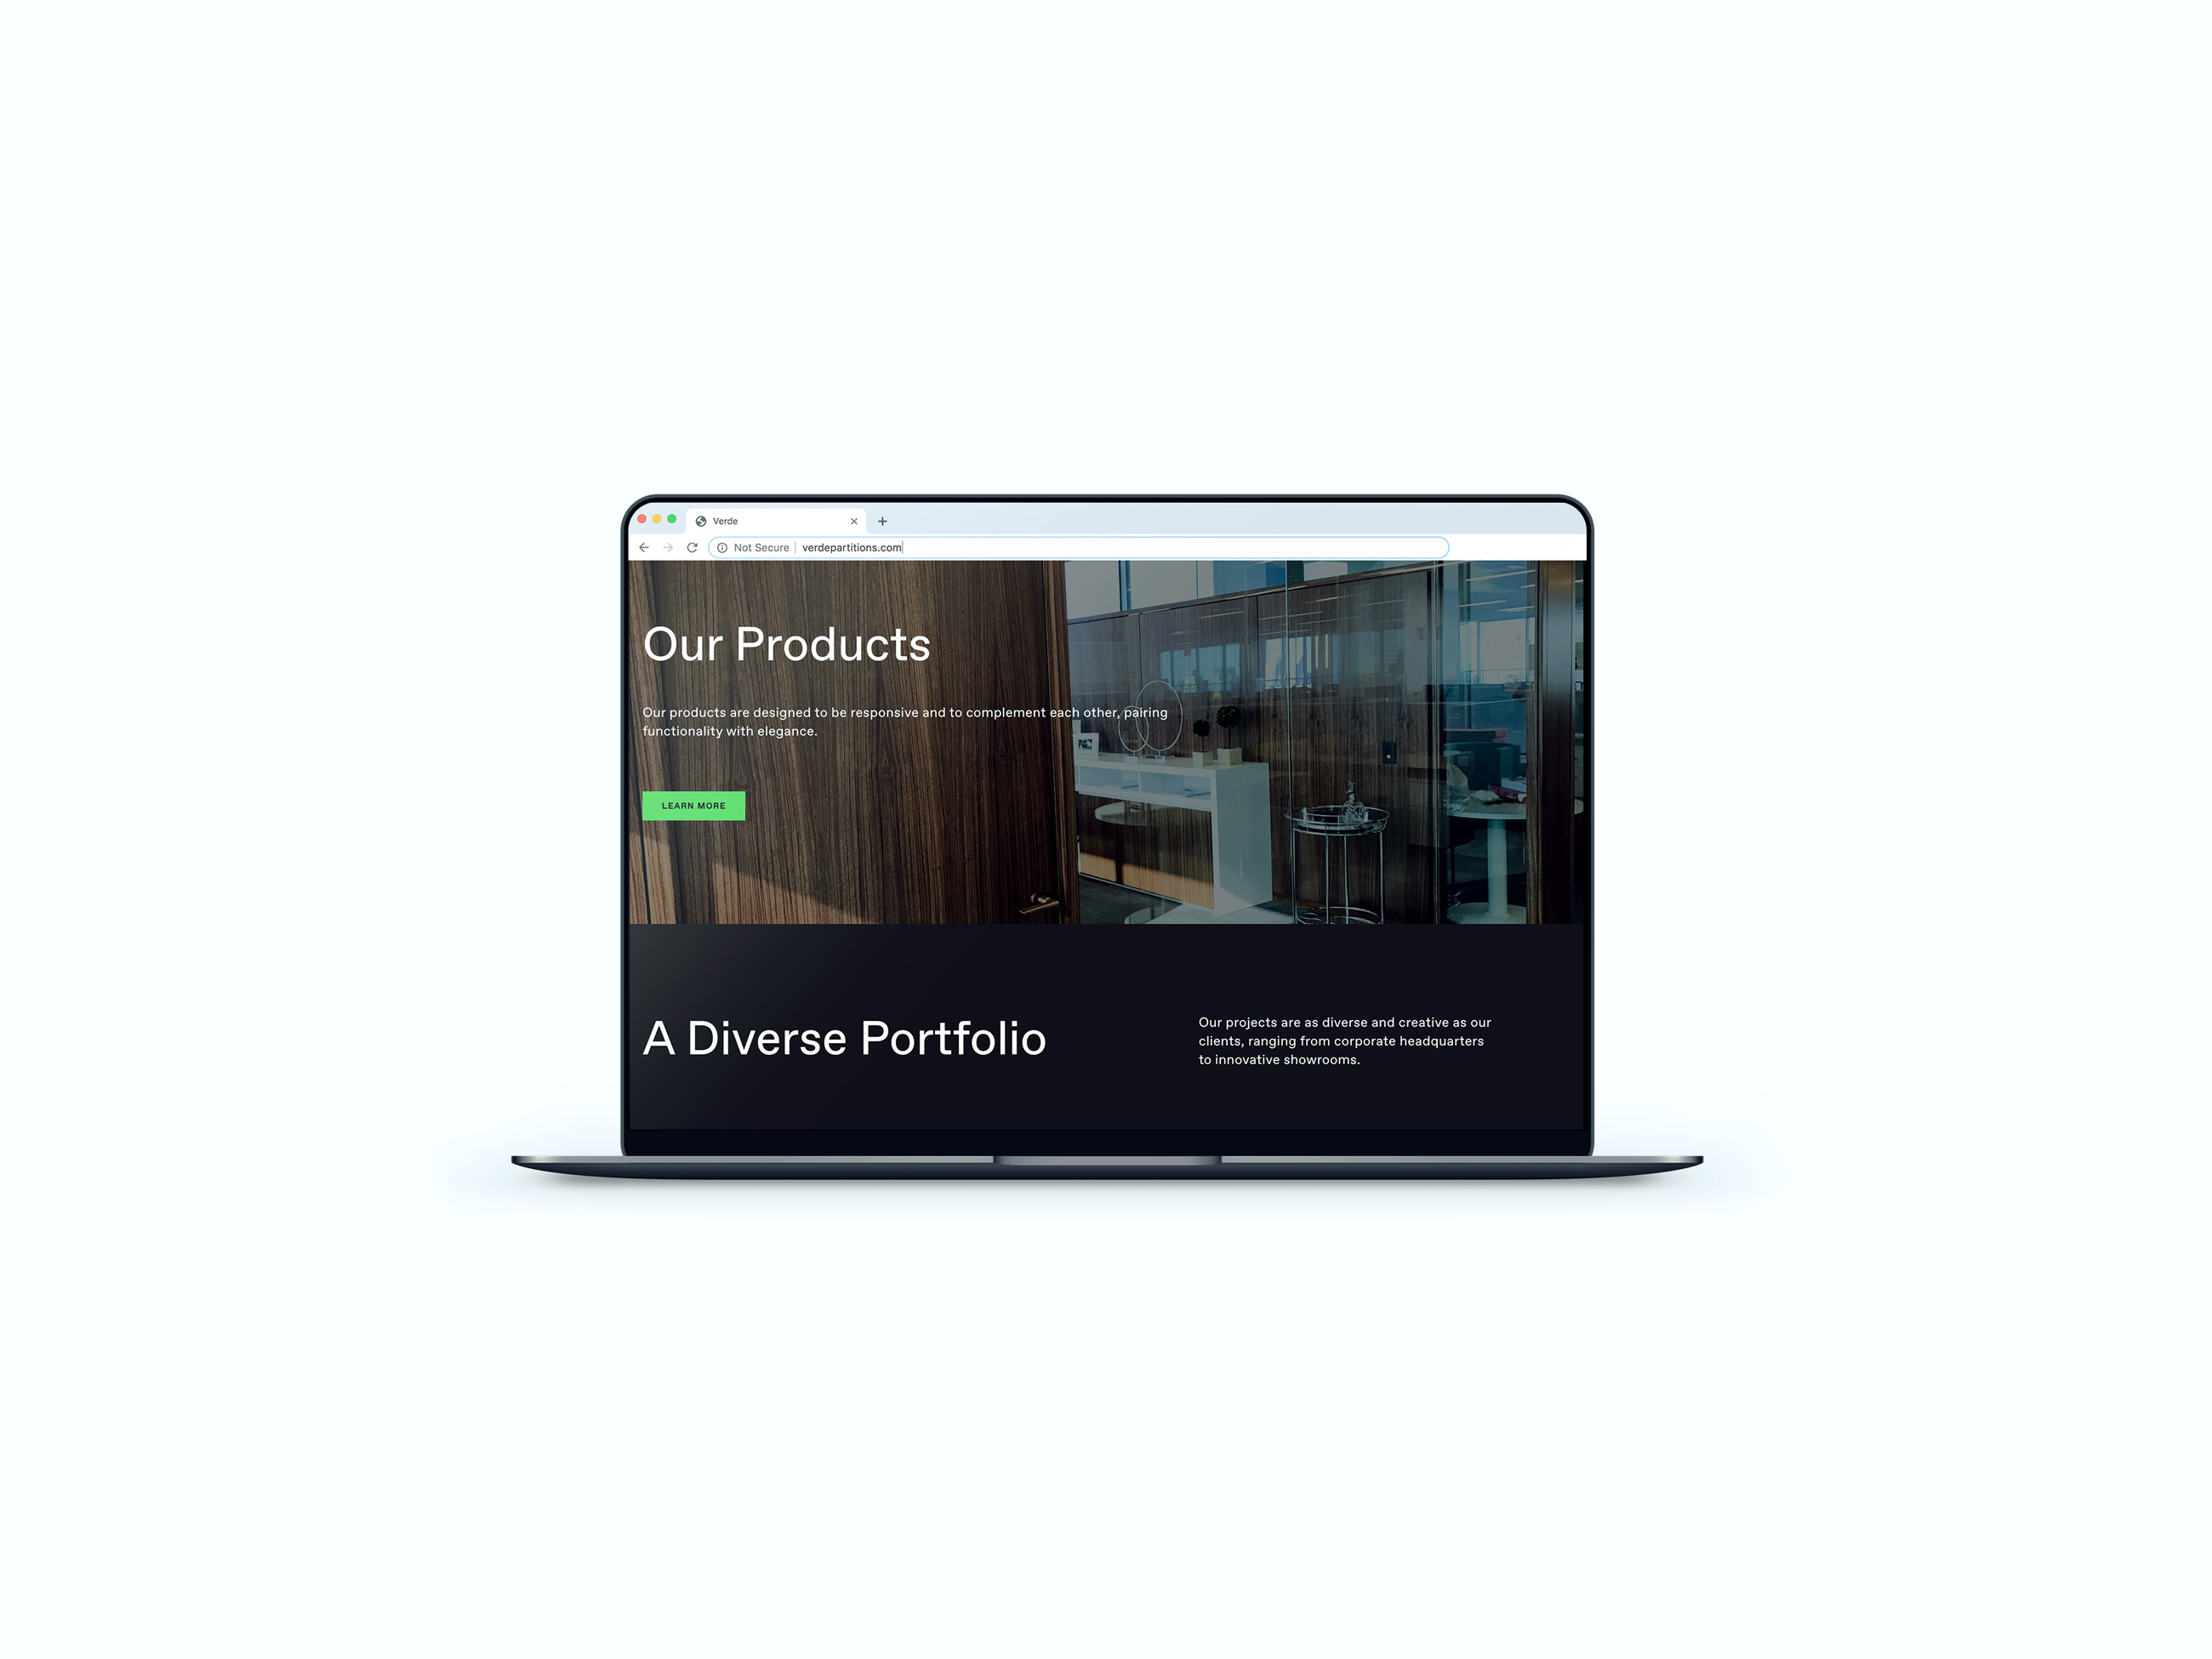 Verde
Not Secure | verdepartitions.com
Our Products
Our products are designed to be responsive and to complement each other, pairing
functionality with elegance.
LEARN MORE
A Diverse Portfolio
Our projects are as diverse and creative as our
clients, ranging from corporate headquarters
to innovative showrooms.